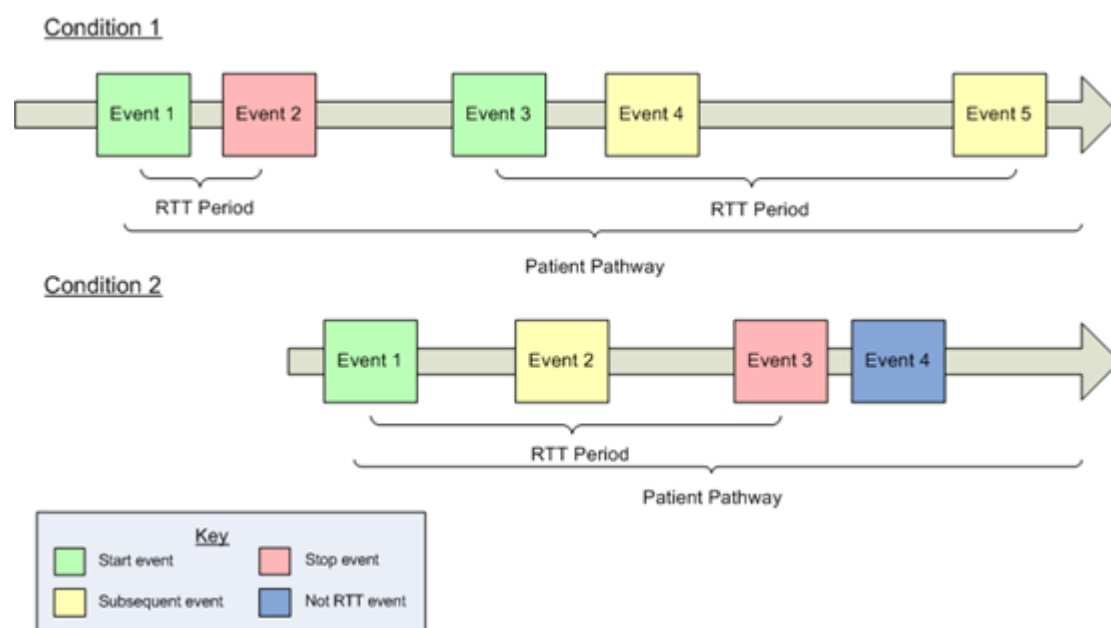 Condition 1
Event 1 Event 2 Event 3 Event 4 Event 5
RTT Period RTT Period
Patient Pathway
Condition 2
Event 1 Event 2 Event 3 Event 4
RTT Period
Patient Pathway
Key
Start event Stop event
Subsequent event Not RTT event